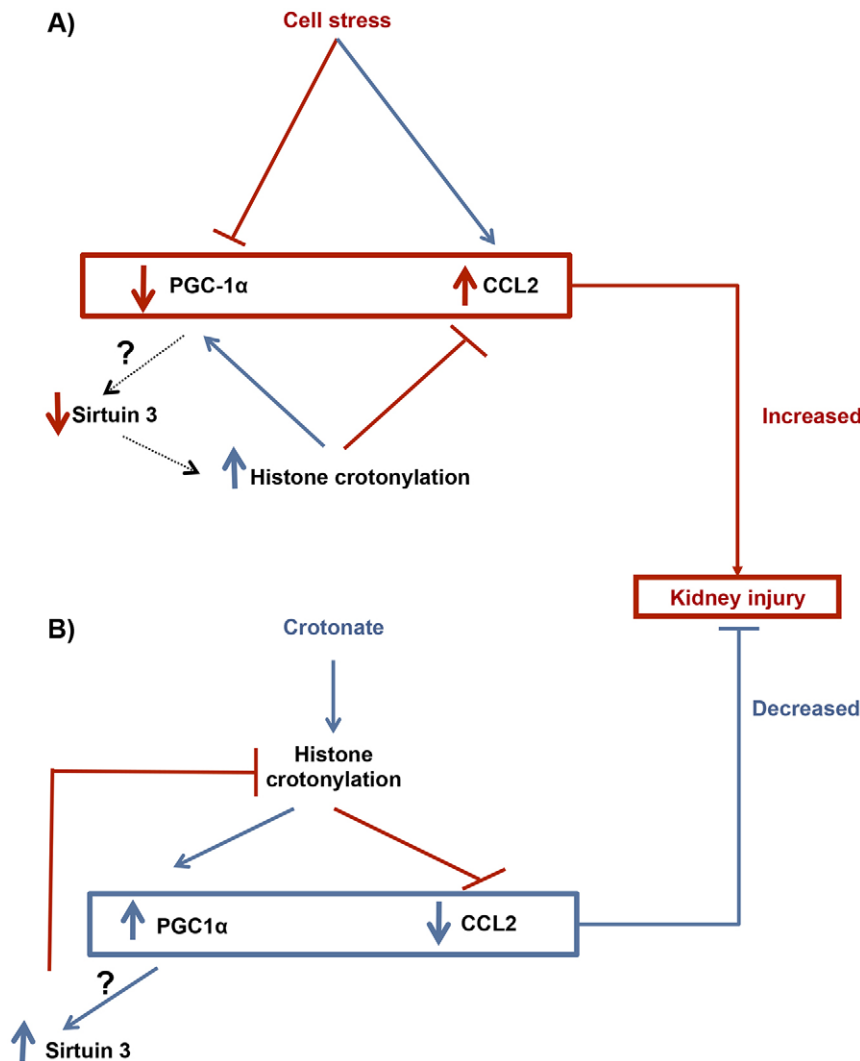 A)
Cell stress
PGC-1α
CCL2
?
Sirtuin 3
Histone crotonylation
Increased
Kidney injury
B)
Crotonate
Decreased
Histone
crotonylation
PGC1α
CCL2
?
Sirtuin 3